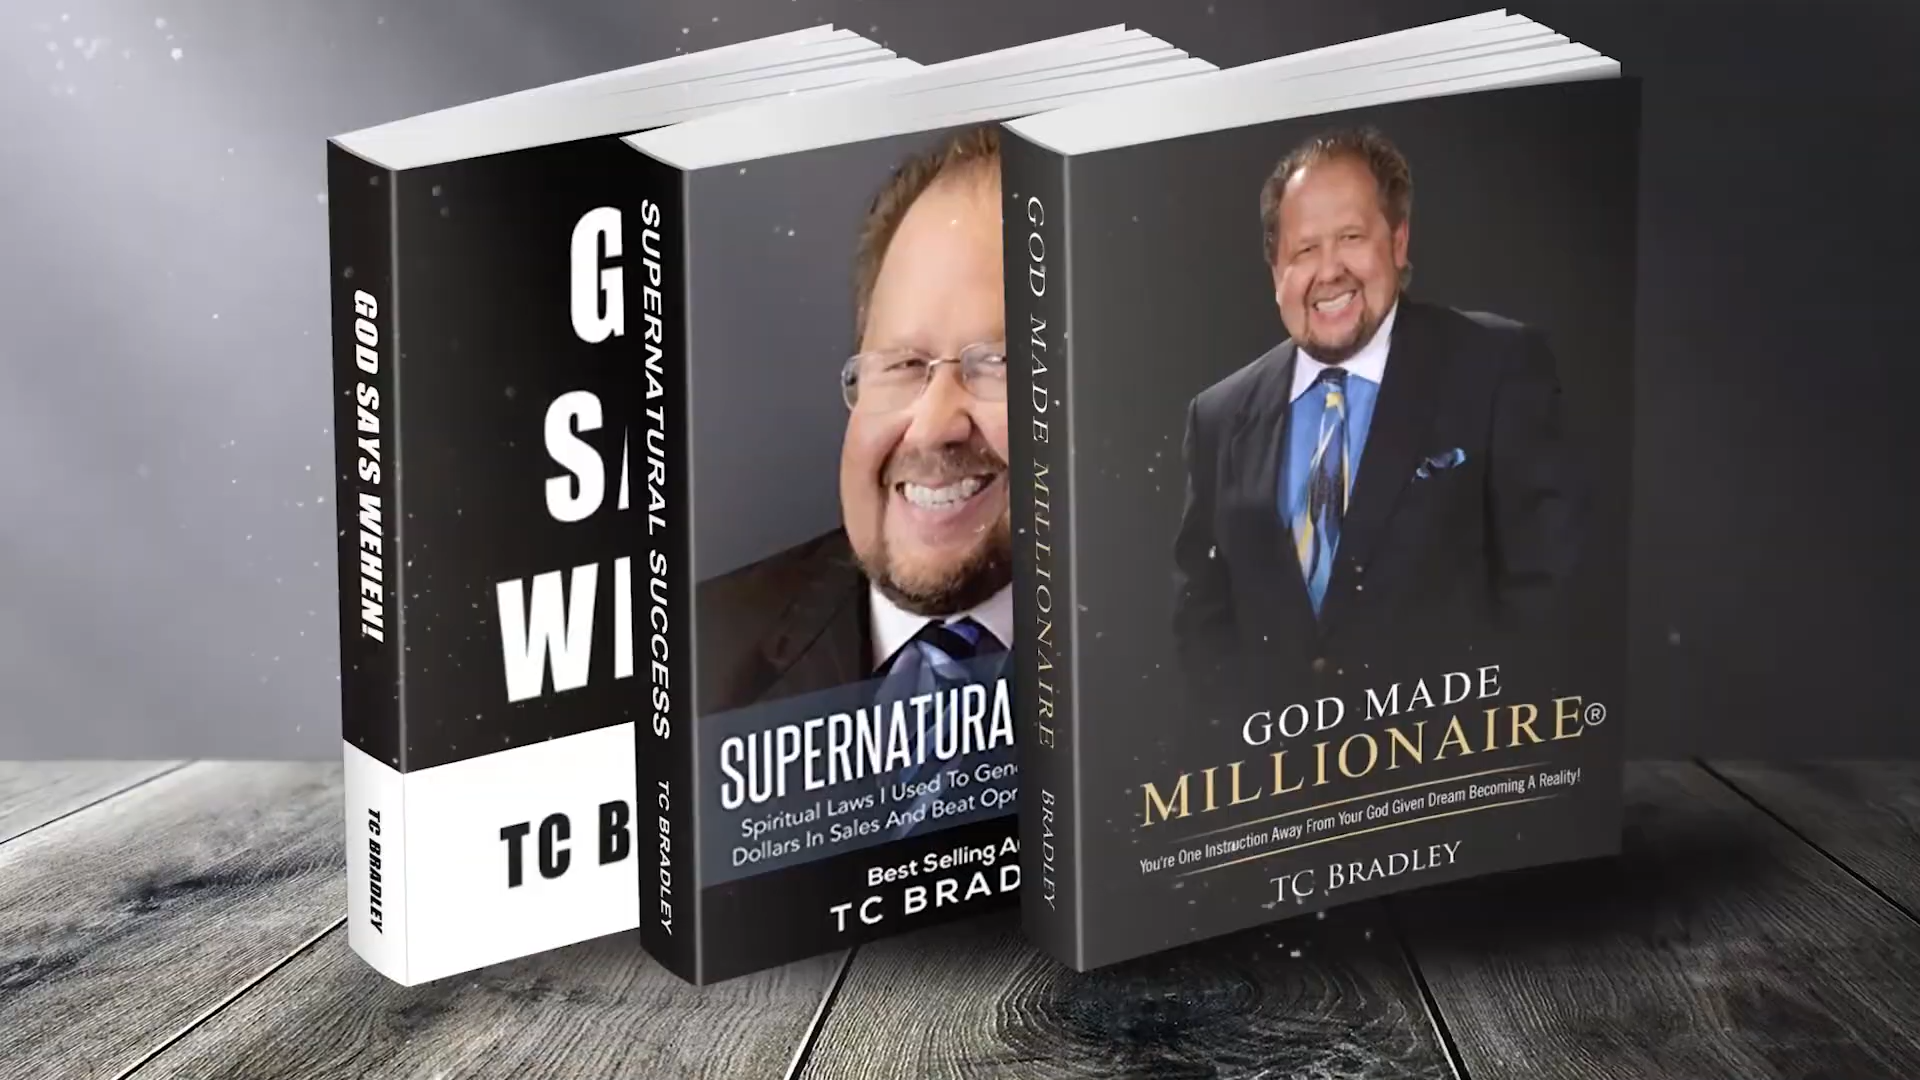 GOD SAYS WEHEN!
TC BRADLEY
G
SA
WI
TC B
SUPERNATURAL SUCCESS
TC BRADLEY
SUPERNATURA
Spiritual Laws I Used To Gen
Dollars In Sales And Beat Opr
Best Selling A
TC BRAD
GOD MADE MILLIONAIRE
BRADLEY
GOD MADE
MILLIONAIRE®
You're One Instruction Away From Your God Given Dream Becoming A Reality!
TC BRADLEY